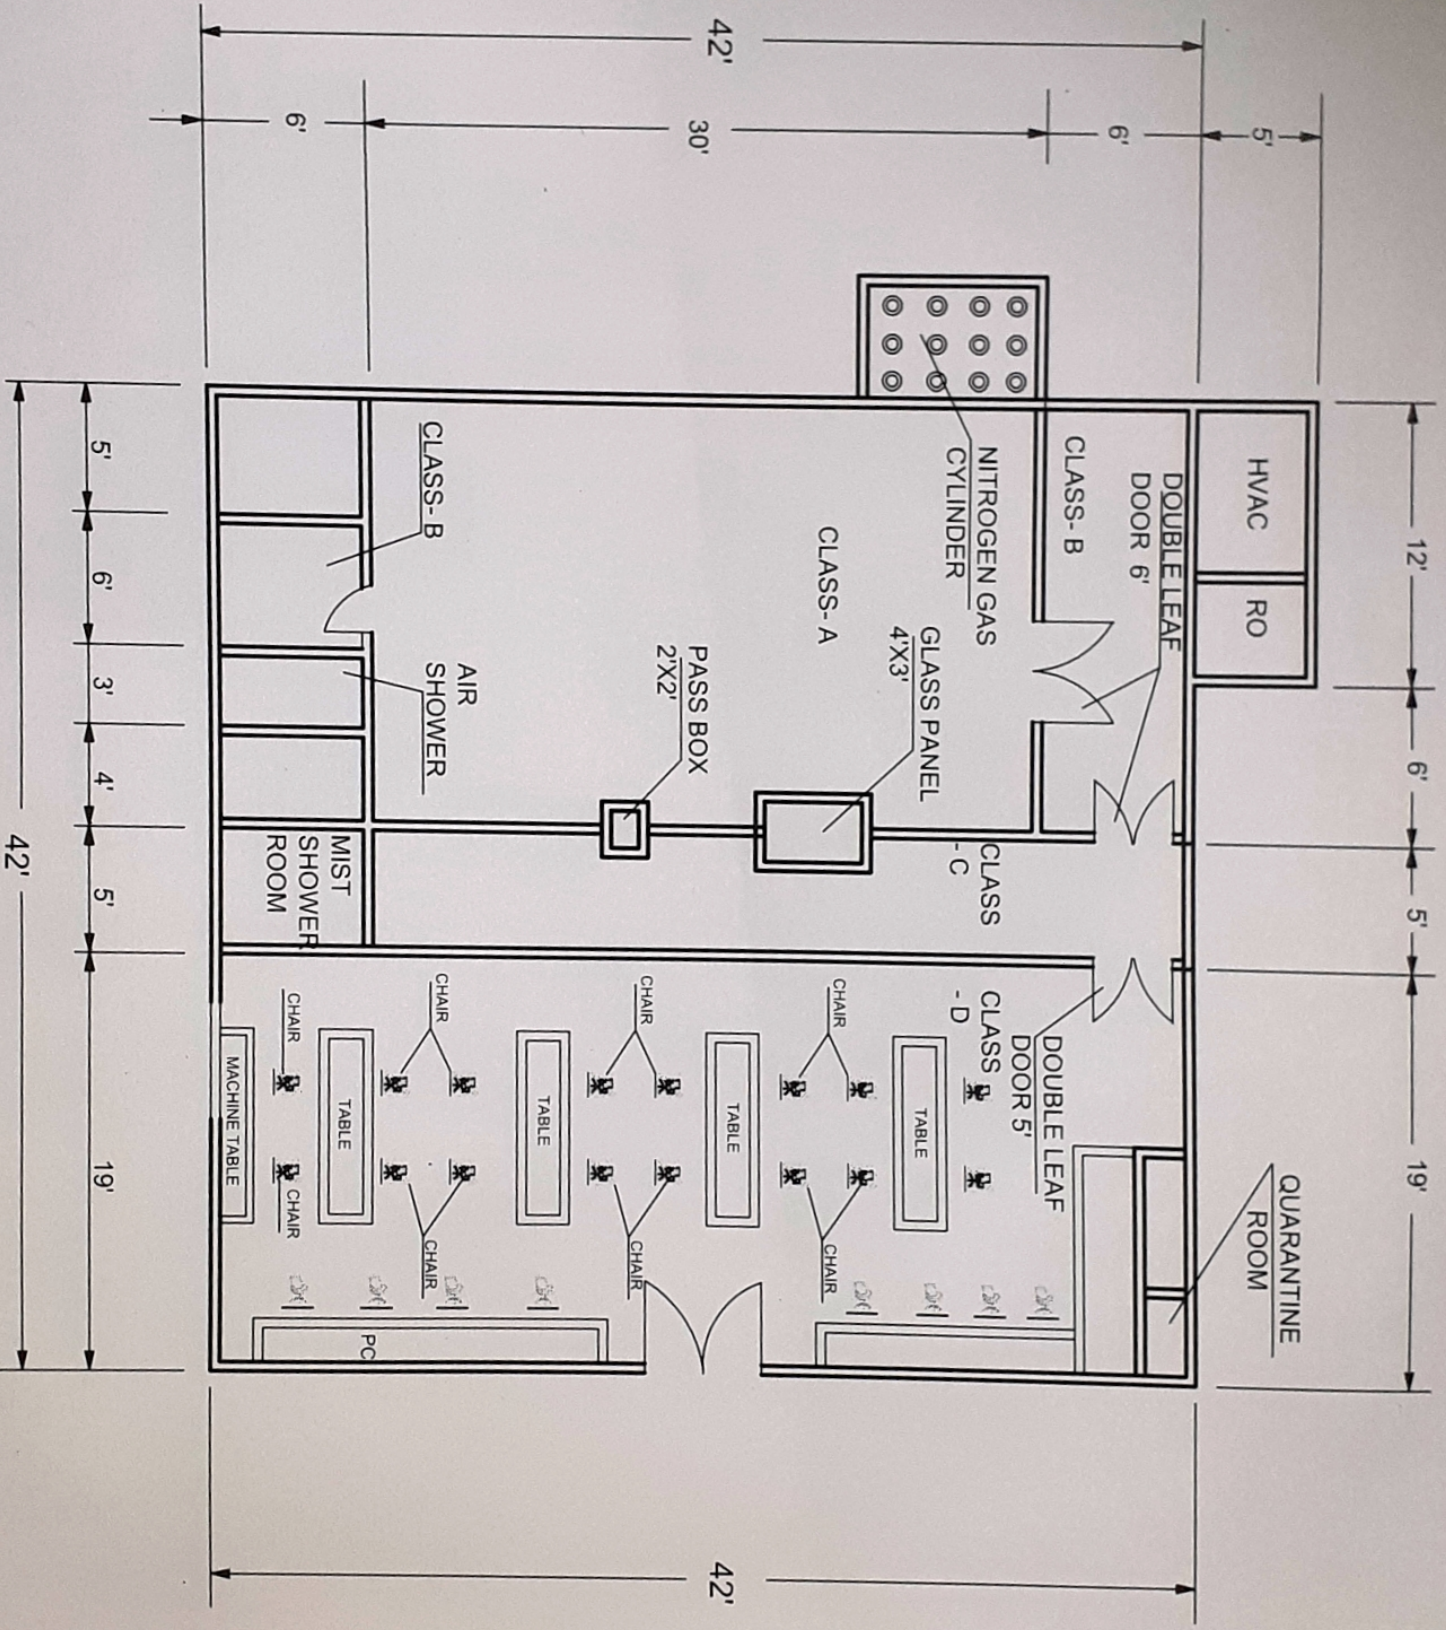 42'
5'
6'
30'
6'
12'
6'
5'
19'
HVAC
RO
DOUBLE LEAF
DOOR 6'
CLASS- B
NITROGEN GAS
CYLINDER
CLASS- A
GLASS PANEL
4'X3'
PASS BOX
2'X2'
CLASS- B
AIR
SHOWER
MIST
SHOWER
ROOM
CLASS
- C
CLASS
- D
DOUBLE LEAF
DOOR 5'
QUARANTINE
ROOM
CHAIR
CHAIR
CHAIR
CHAIR
TABLE
TABLE
TABLE
TABLE
MACHINE TABLE
CHAIR
CHAIR
CHAIR
CHAIR
PC
5'
6'
3'
4'
5'
19'
42'
42'